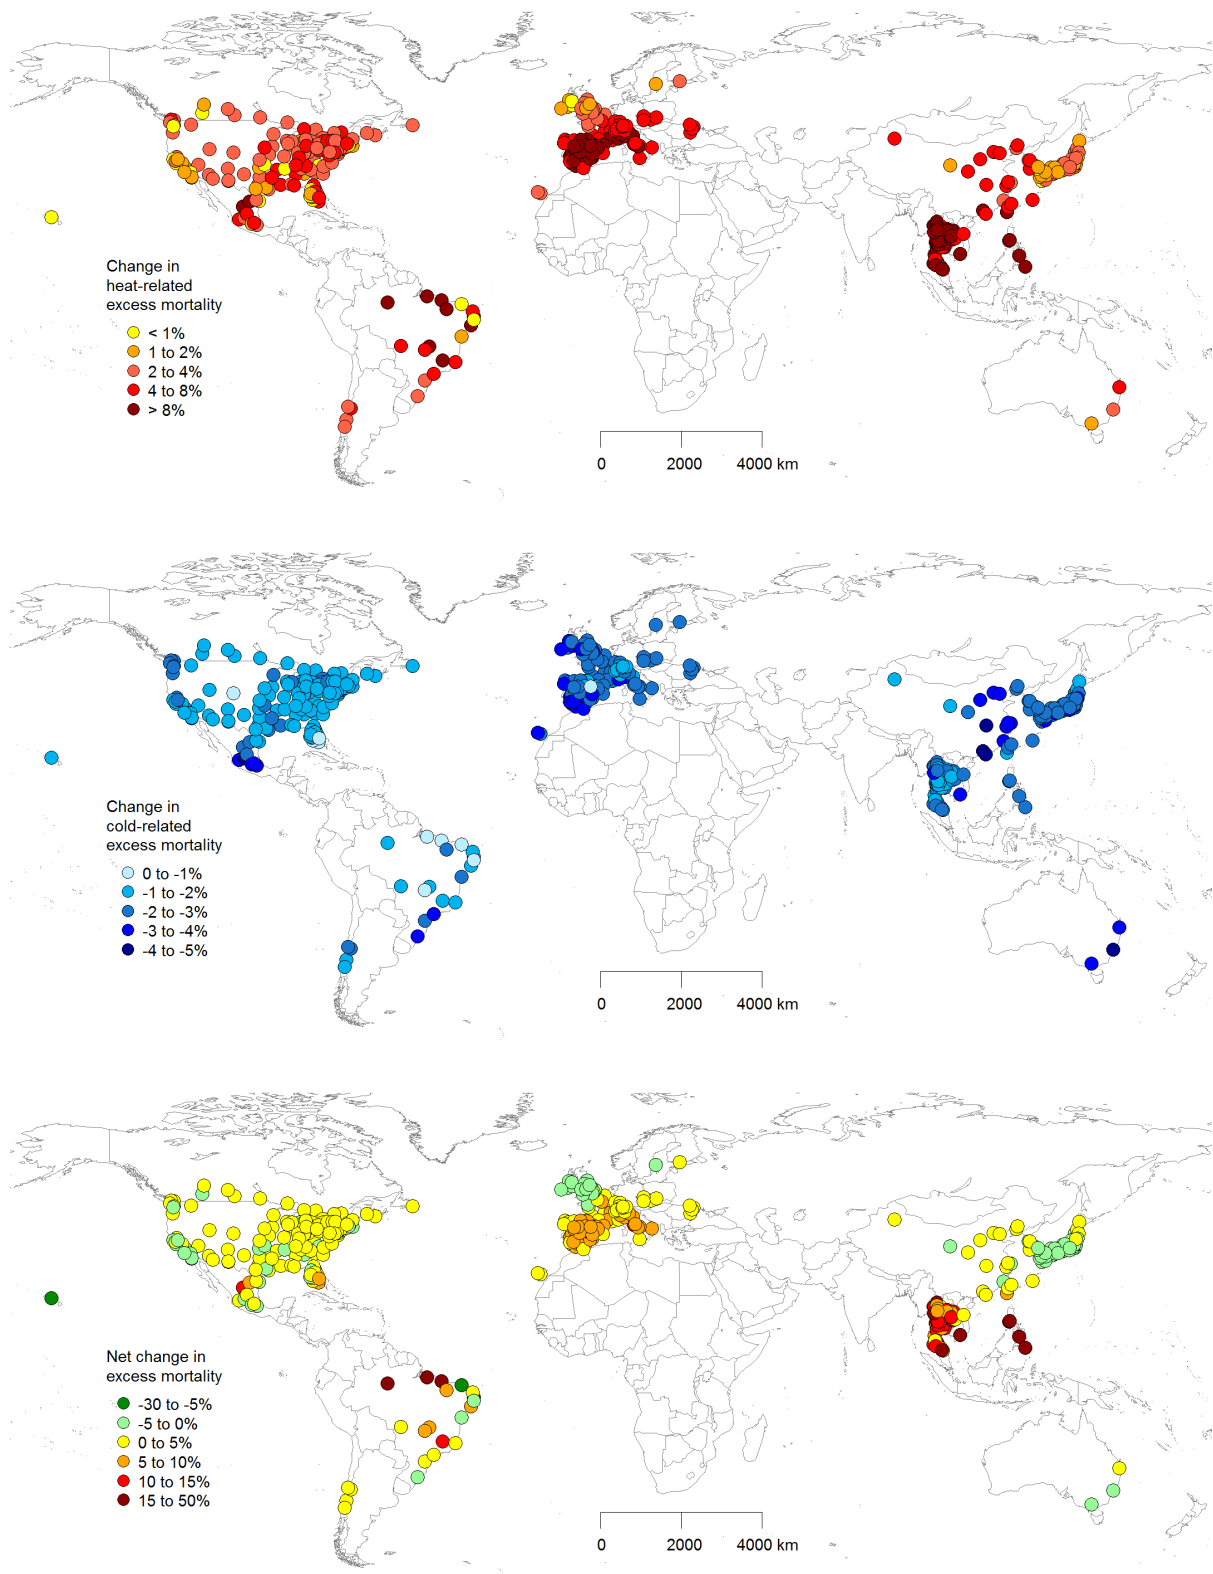 Change in
heat-related
excess mortality
< 1%
1 to 2%
2 to 4%
4 to 8%
> 8%
0 2000 4000 km
Change in
cold-related
excess mortality
0 to -1%
-1 to -2%
-2 to -3%
-3 to -4%
-4 to -5%
0 2000 4000 km
Net change in
excess mortality
-30 to -5%
-5 to 0%
0 to 5%
5 to 10%
10 to 15%
15 to 50%
0 2000 4000 km